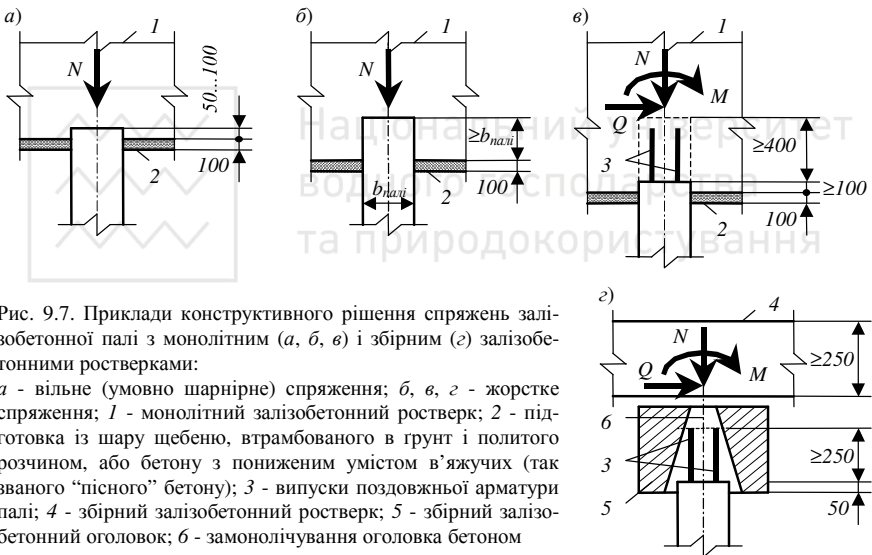 а)
1
N
50...100
100
2
б)
1
N
≥bпалі
bпалі
100
2
в)
1
N
M
Q
3
≥400
≥100
100
2
Національний університет
водного господарства
та природокористування
Рис. 9.7. Приклади конструктивного рішення спряжень залі-
зобетонної палі з монолітним (а, б, в) і збірним (г) залізобе-
тонними ростверками:
а - вільне (умовно шарнірне) спряження; б, в, г - жорстке
спряження; 1 - монолітний залізобетонний ростверк; 2 - під-
готовка із шару щебеню, втрамбованого в ґрунт і политого
розчином, або бетону з пониженим умістом в’яжучих (так
званого “пісного” бетону); 3 - випуски поздовжньої арматури
палі; 4 - збірний залізобетонний ростверк; 5 - збірний залізо-
бетонний оголовок; 6 - замонолічування оголовка бетоном
г)
4
N
Q
M
≥250
6
3
≥250
5
50